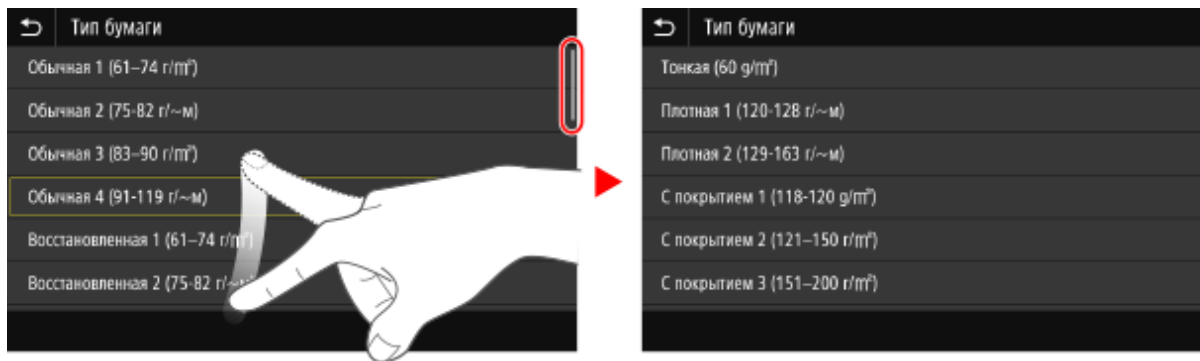 Тип бумаги
Обычная 1 (61–74 г/m²)
Обычная 2 (75-82 г/~м)
Обычная 3 (83–90 г/m²)
Обычная 4 (91-119 г/~м)
Восстановленная 1 (61–74 г/m²)
Восстановленная 2 (75-82 г/~м)
Тип бумаги
Тонкая (60 g/m²)
Плотная 1 (120-128 г/~м)
Плотная 2 (129-163 г/~м)
С покрытием 1 (118-120 g/m²)
С покрытием 2 (121–150 г/m²)
С покрытием 3 (151–200 г/m²)